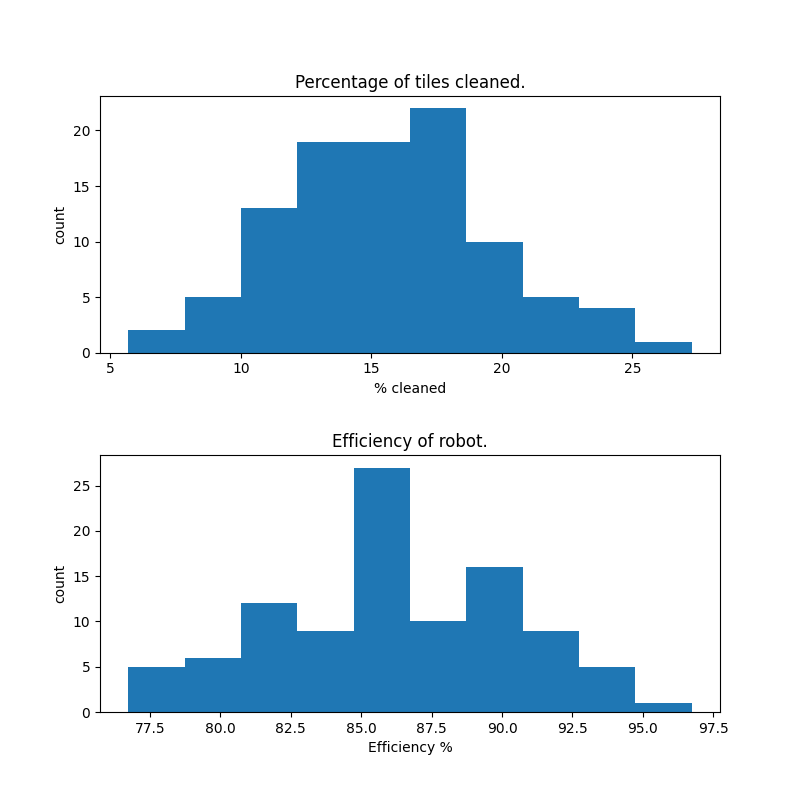 Percentage of tiles cleaned.
20
15
10
5
0
count
5 10 15 20 25
% cleaned
Efficiency of robot.
25
20
15
10
5
0
count
77.5 80.0 82.5 85.0 87.5 90.0 92.5 95.0 97.5
Efficiency %